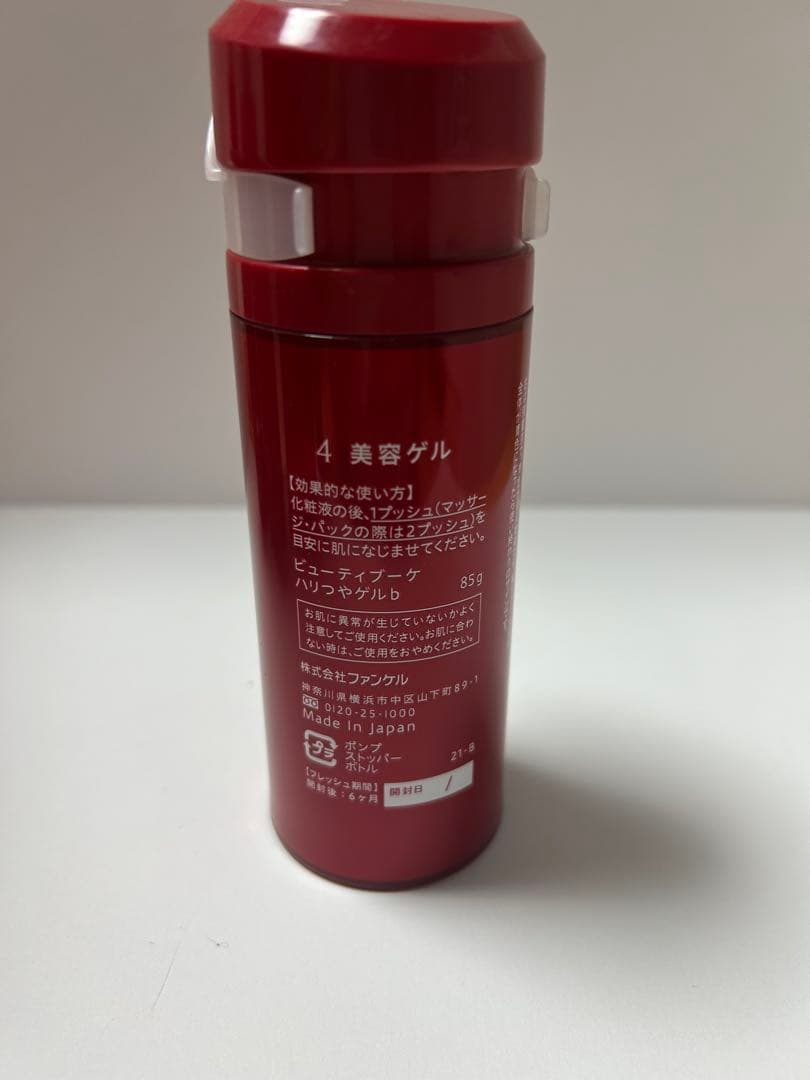 4 美容ゲル
【効果的な使い方】
化粧液の後、1プッシュ(マッサー
ジ・パックの際は2プッシュ)を
目安に肌になじませてください。
ビューティブーケ
ハリつやゲルb 85g
お肌に異常が生じていないかよく
注意してご使用ください。お肌に合わ
ない時は、ご使用をおやめください。
株式会社ファンケル
神奈川県横浜市中区山下町89-1
0120-25-1000
Made In Japan
プラ
ポンプ
ストッパー
ボトル
21-B
【フレッシュ期間】
開封後:6ヶ月
開封日 /